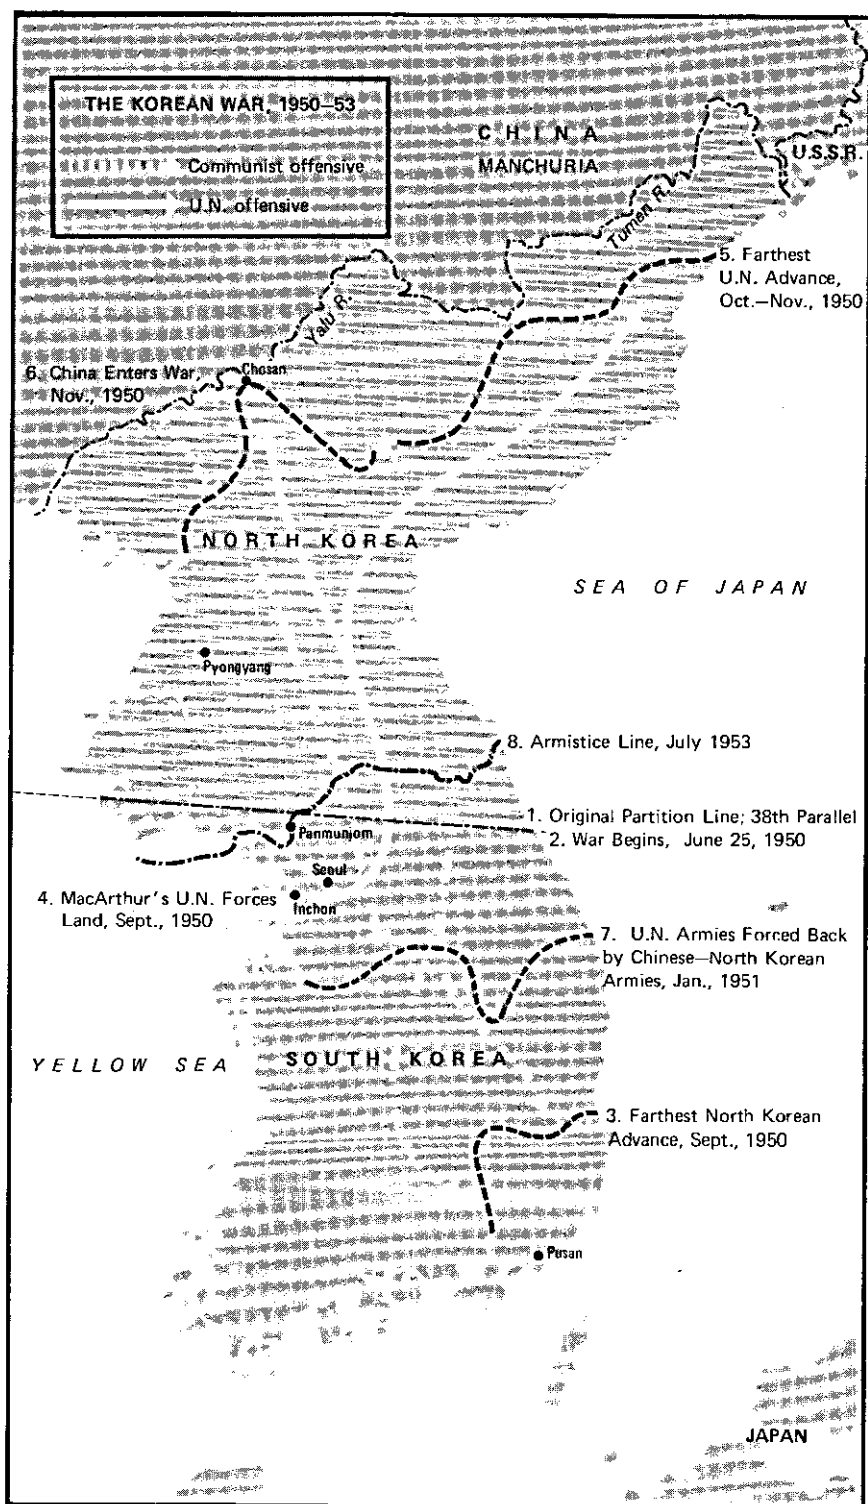 THE KOREAN WAR, 1950–53
Communist offensive
U.N. offensive
CHINA
MANCHURIA
U.S.S.R.
Tumen R.
5. Farthest
U.N. Advance,
Oct.–Nov., 1950
Yalu R.
6. China Enters War,
Nov., 1950
Chosan
NORTH KOREA
SEA OF JAPAN
Pyongyang
8. Armistice Line, July 1953
1. Original Partition Line; 38th Parallel
2. War Begins, June 25, 1950
Panmunjom
Seoul
4. MacArthur's U.N. Forces
Land, Sept., 1950
Inchon
7. U.N. Armies Forced Back
by Chinese–North Korean
Armies, Jan., 1951
YELLOW SEA
SOUTH KOREA
3. Farthest North Korean
Advance, Sept., 1950
Pusan
JAPAN